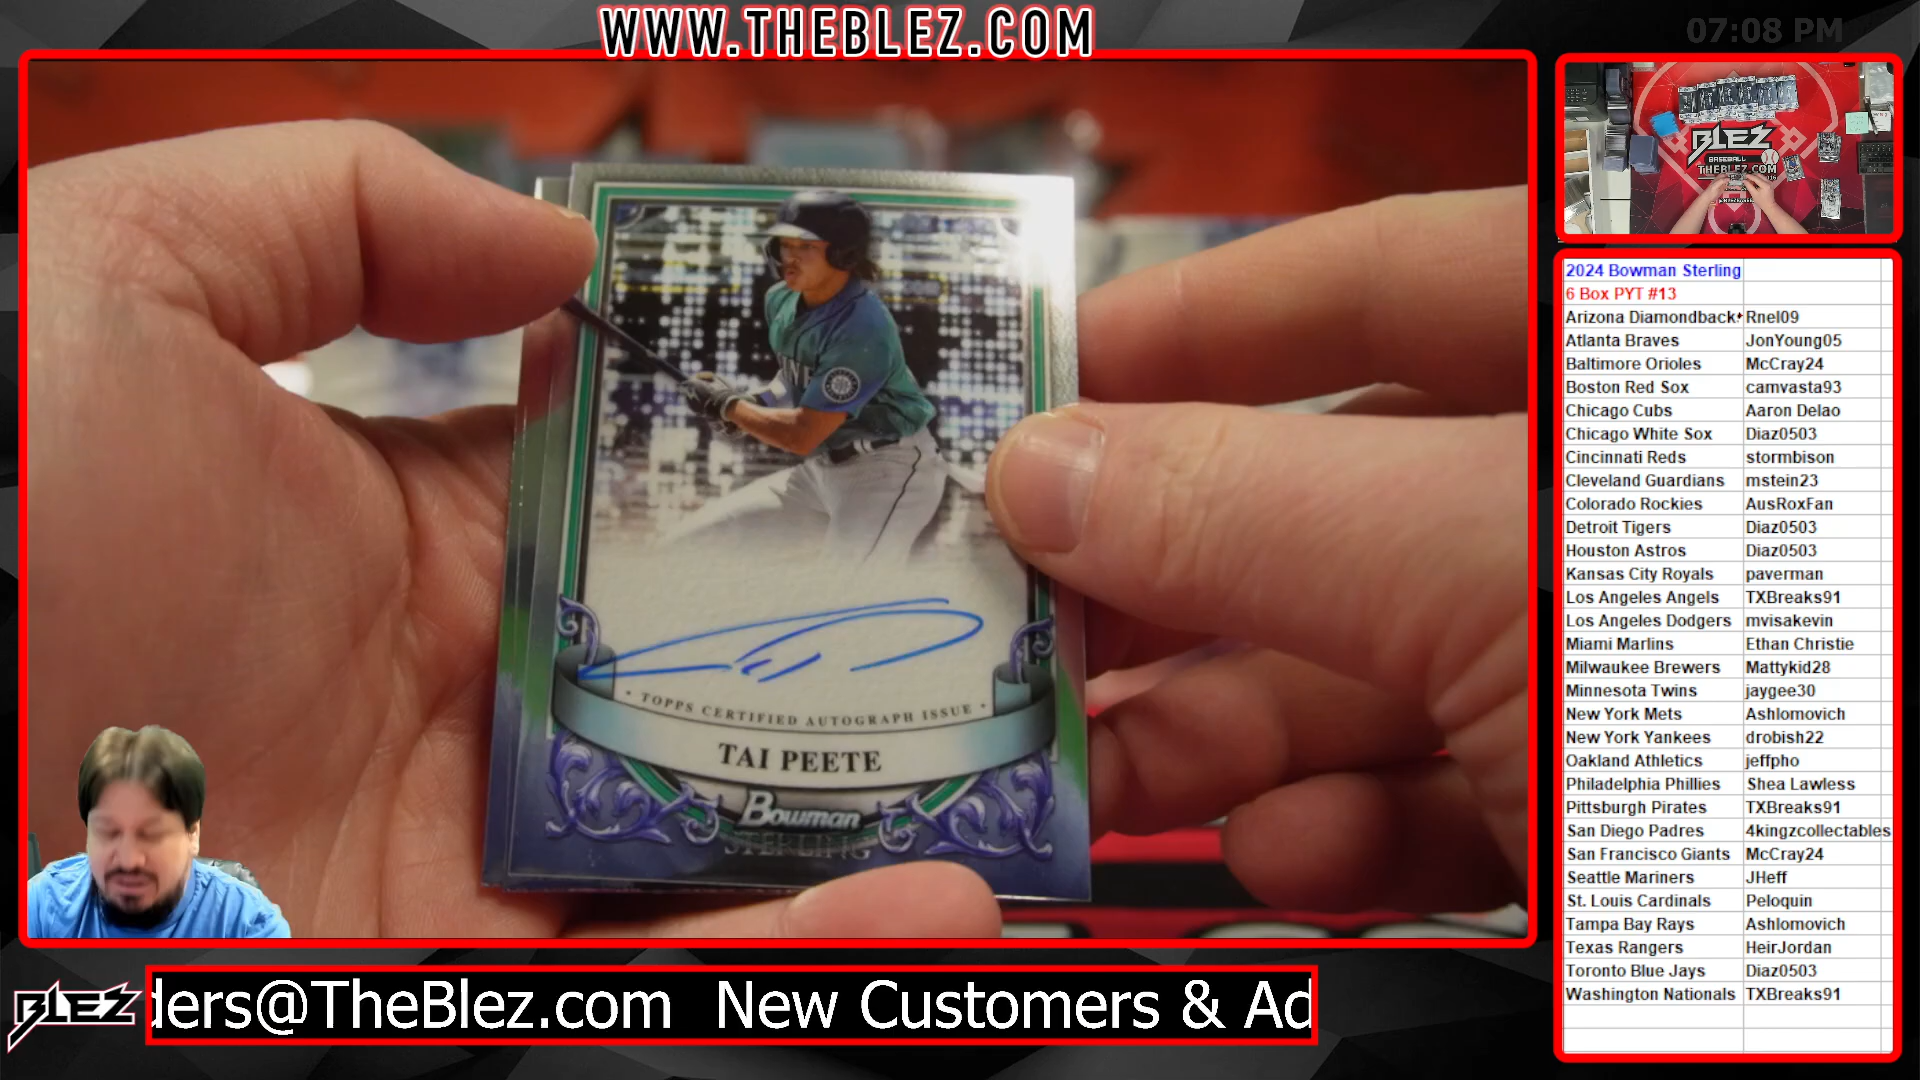 WWW.THEBLEZ.COM
07:08 PM
BLEZ
BASEBALL
THEBLEZ.COM
TOPPS CERTIFIED AUTOGRAPH ISSUE
TAI PEETE
Bowman
STERLING
2024 Bowman Sterling
6 Box PYT #13
Arizona Diamondback Rnel09
Atlanta Braves JonYoung05
Baltimore Orioles McCray24
Boston Red Sox camvasta93
Chicago Cubs Aaron Delao
Chicago White Sox Diaz0503
Cincinnati Reds stormbison
Cleveland Guardians mstein23
Colorado Rockies AusRoxFan
Detroit Tigers Diaz0503
Houston Astros Diaz0503
Kansas City Royals paverman
Los Angeles Angels TXBreaks91
Los Angeles Dodgers mvisakevin
Miami Marlins Ethan Christie
Milwaukee Brewers Mattykid28
Minnesota Twins jaygee30
New York Mets Ashlomovich
New York Yankees drobish22
Oakland Athletics jeffpho
Philadelphia Phillies Shea Lawless
Pittsburgh Pirates TXBreaks91
San Diego Padres 4kingzcollectables
San Francisco Giants McCray24
Seattle Mariners JHeff
St. Louis Cardinals Peloquin
Tampa Bay Rays Ashlomovich
Texas Rangers HeirJordan
Toronto Blue Jays Diaz0503
Washington Nationals TXBreaks91
BLEZ
ders@TheBlez.com New Customers & Ad